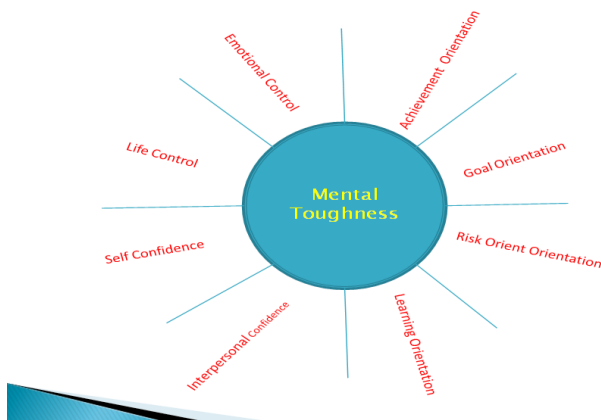 Emotional Control
Achievement Orientation
Life Control
Goal Orientation
Mental
Toughness
Self Confidence
Risk Orient Orientation
Interpersonal Confidence
Learning Orientation